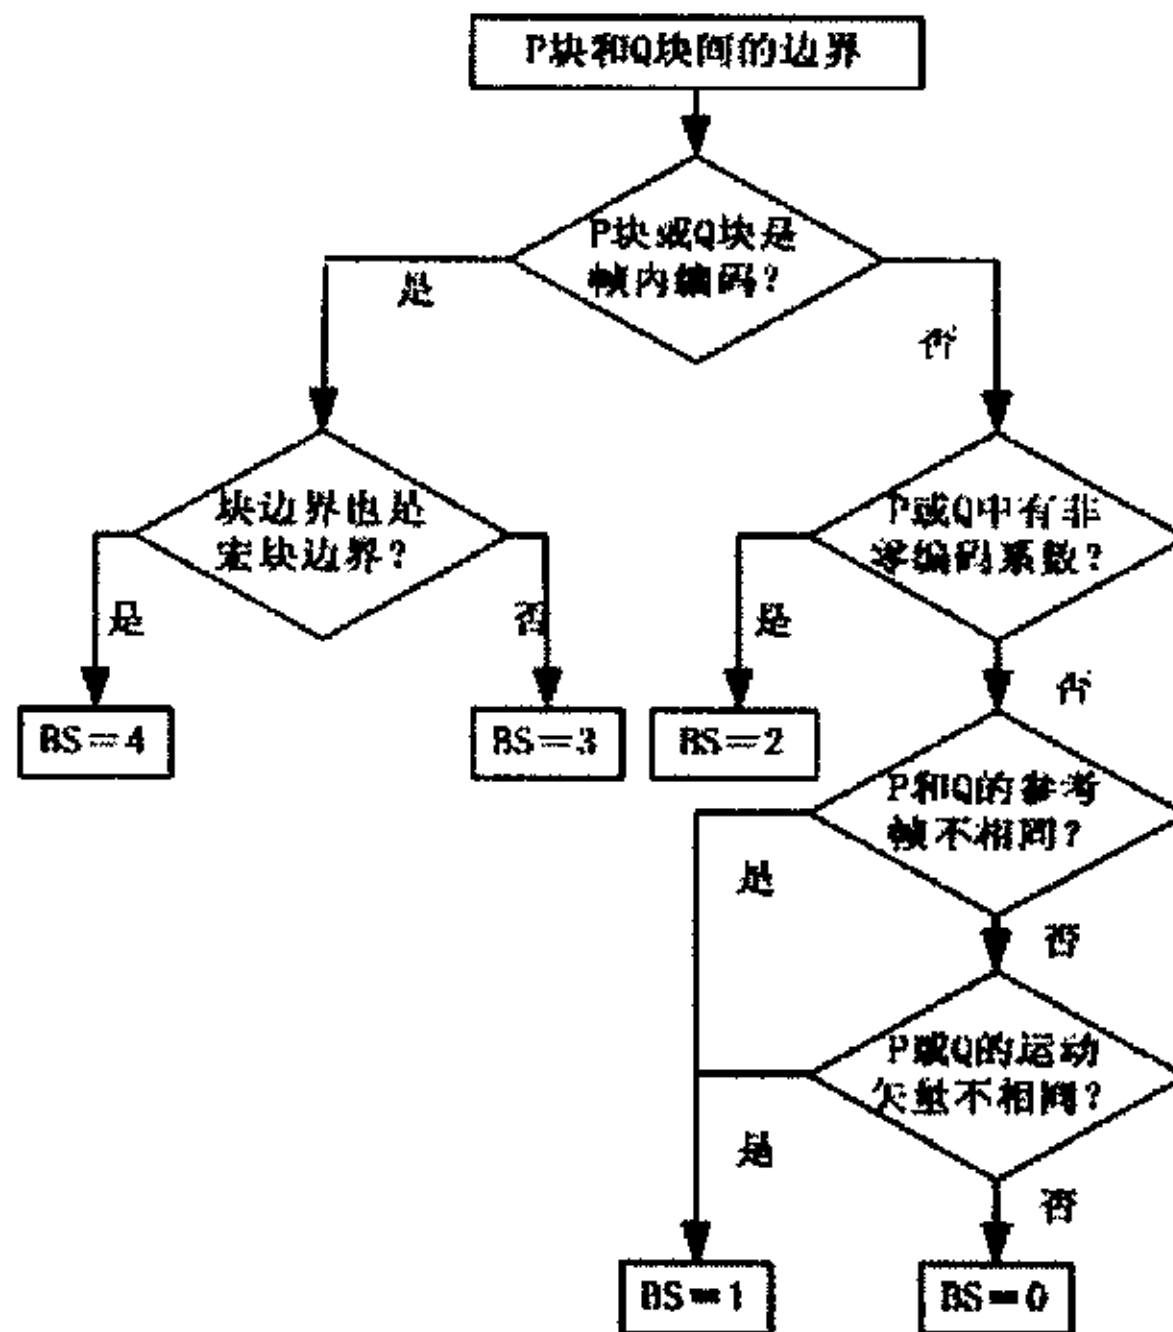 P块和Q块间的边界
P块或Q块是
帧内编码?
是
否
块边界也是
宏块边界?
P或Q中有非
零编码系数?
是
否
是
否
BS=4
BS=3
BS=2
P和Q的参考
帧不相同?
是
否
P或Q的运动
矢量不相同?
是
否
BS=1
BS=0